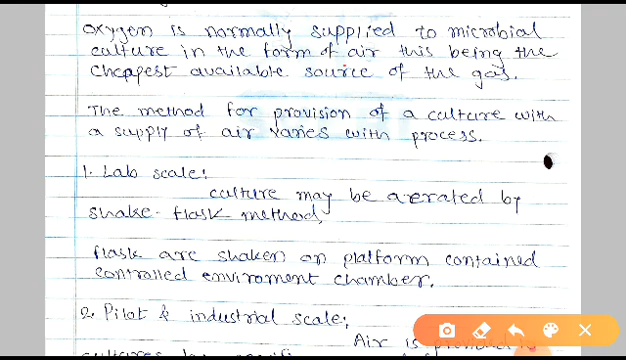 oxygen is normally supplied to microbial
culture in the form of air this being the
cheapest available source of the gas.
The method for provision of a culture with
a supply of air varies with process.
1. Lab scale:
culture may be aerated by
shake-flask method,
flask are shaken on platform contained
controlled enviroment chamber.
2. Pilot & industrial scale:
Air is